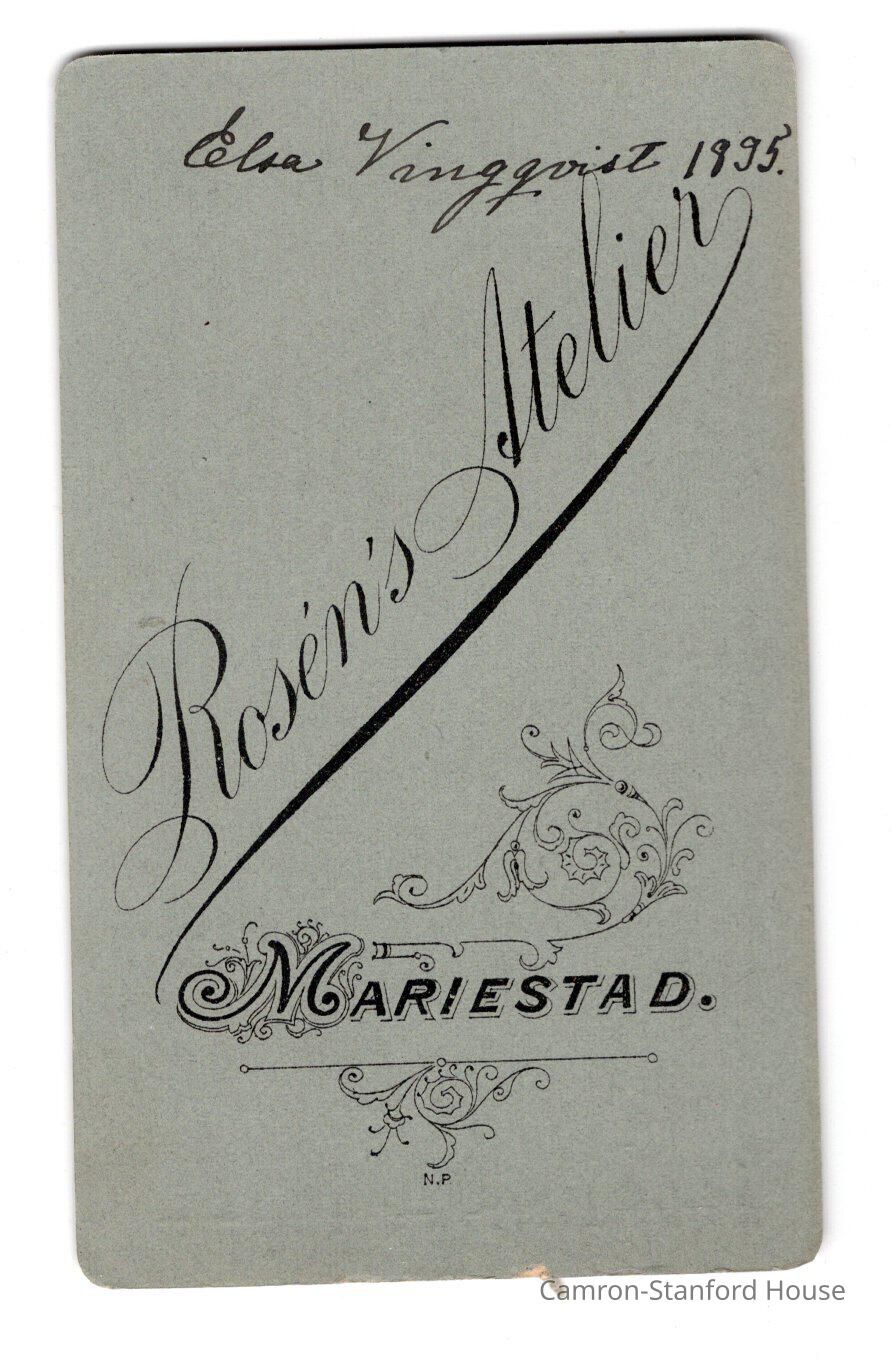 Elsa Vingqvist 1895.
Rosén's Atelier
MARIESTAD.
N.P.
Camron-Stanford House